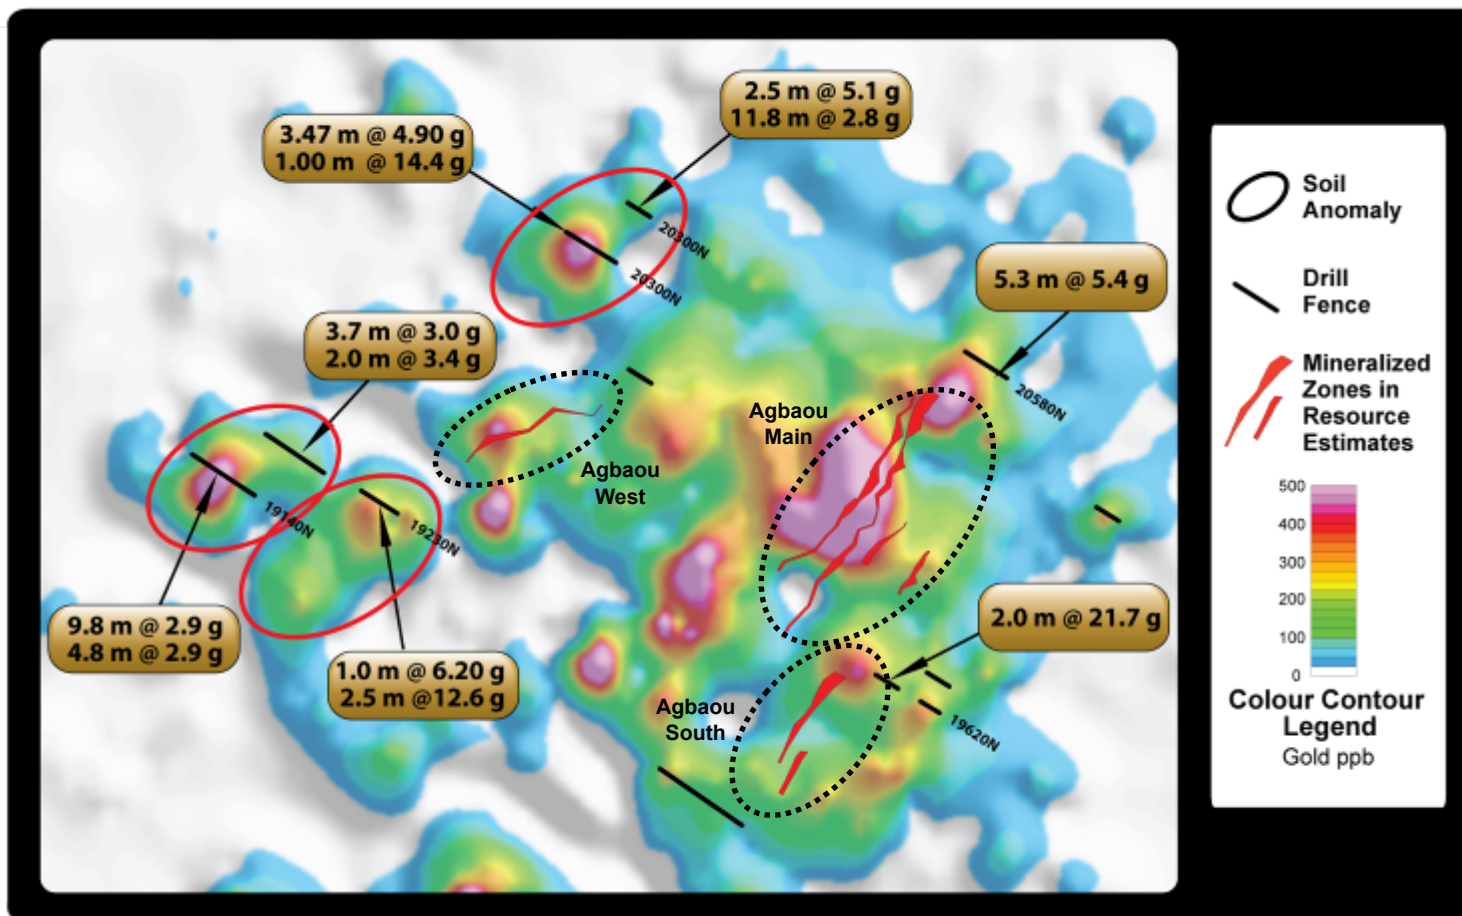 2.5 m @ 5.1 g
11.8 m @ 2.8 g
3.47 m @ 4.90 g
1.00 m @ 14.4 g
20300N
20300N
5.3 m @ 5.4 g
3.7 m @ 3.0 g
2.0 m @ 3.4 g
20580N
Agbaou
Main
Agbaou
West
19140N
19230N
9.8 m @ 2.9 g
4.8 m @ 2.9 g
1.0 m @ 6.20 g
2.5 m @12.6 g
2.0 m @ 21.7 g
Agbaou
South
19620N
Soil
Anomaly
Drill
Fence
Mineralized
Zones in
Resource
Estimates
500
400
300
200
100
0
Colour Contour
Legend
Gold ppb